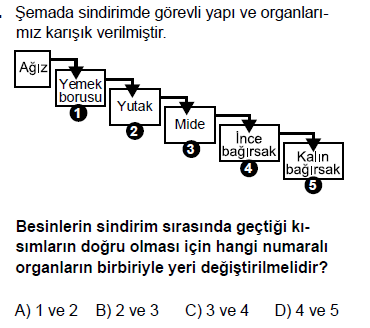 . Şemada sindirimde görevli yapı ve organları-
mız karışık verilmiştir.
Ağız
Yemek
borusu
1
Yutak
2
Mide
3
İnce
bağırsak
4
Kalın
bağırsak
5
Besinlerin sindirim sırasında geçtiği kı-
sımların doğru olması için hangi numaralı
organların birbiriyle yeri değiştirilmelidir?
A) 1 ve 2 B) 2 ve 3 C) 3 ve 4 D) 4 ve 5